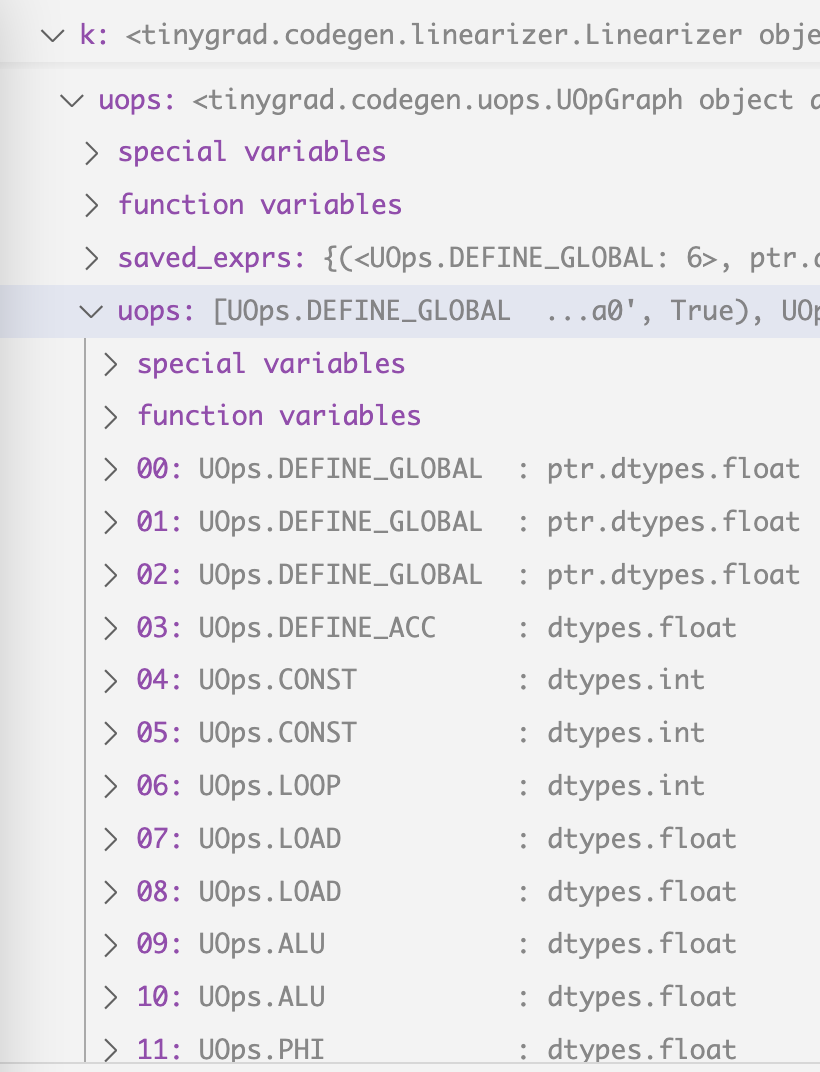 k: <tinygrad.codegen.linearizer.Linearizer obje
uops: <tinygrad.codegen.uops.UOpGraph object a
special variables
function variables
saved_exprs: {(<UOps.DEFINE_GLOBAL: 6>, ptr.d
uops: [UOps.DEFINE_GLOBAL ...a0', True), UOp
special variables
function variables
00: UOps.DEFINE_GLOBAL : ptr.dtypes.float
01: UOps.DEFINE_GLOBAL : ptr.dtypes.float
02: UOps.DEFINE_GLOBAL : ptr.dtypes.float
03: UOps.DEFINE_ACC : dtypes.float
04: UOps.CONST : dtypes.int
05: UOps.CONST : dtypes.int
06: UOps.LOOP : dtypes.int
07: UOps.LOAD : dtypes.float
08: UOps.LOAD : dtypes.float
09: UOps.ALU : dtypes.float
10: UOps.ALU : dtypes.float
11: UOps.PHI : dtypes.float